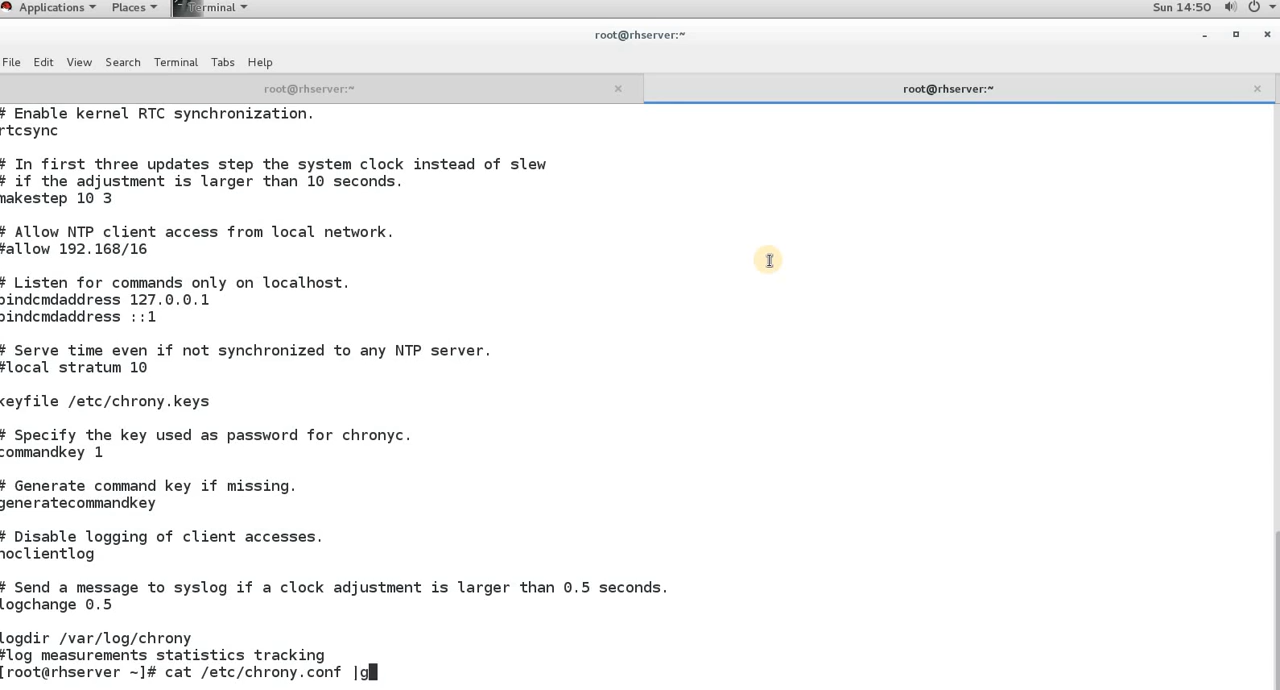 Applications Places Terminal Sun 14:50
root@rhserver:~
File Edit View Search Terminal Tabs Help
root@rhserver:~ × root@rhserver:~ ×
# Enable kernel RTC synchronization.
rtcsync
# In first three updates step the system clock instead of slew
# if the adjustment is larger than 10 seconds.
makestep 10 3
# Allow NTP client access from local network.
#allow 192.168/16
# Listen for commands only on localhost.
bindcmdaddress 127.0.0.1
bindcmdaddress ::1
# Serve time even if not synchronized to any NTP server.
#local stratum 10
keyfile /etc/chrony.keys
# Specify the key used as password for chronyc.
commandkey 1
# Generate command key if missing.
generatecommandkey
# Disable logging of client accesses.
noclientlog
# Send a message to syslog if a clock adjustment is larger than 0.5 seconds.
logchange 0.5
logdir /var/log/chrony
#log measurements statistics tracking
[root@rhserver ~]# cat /etc/chrony.conf |g